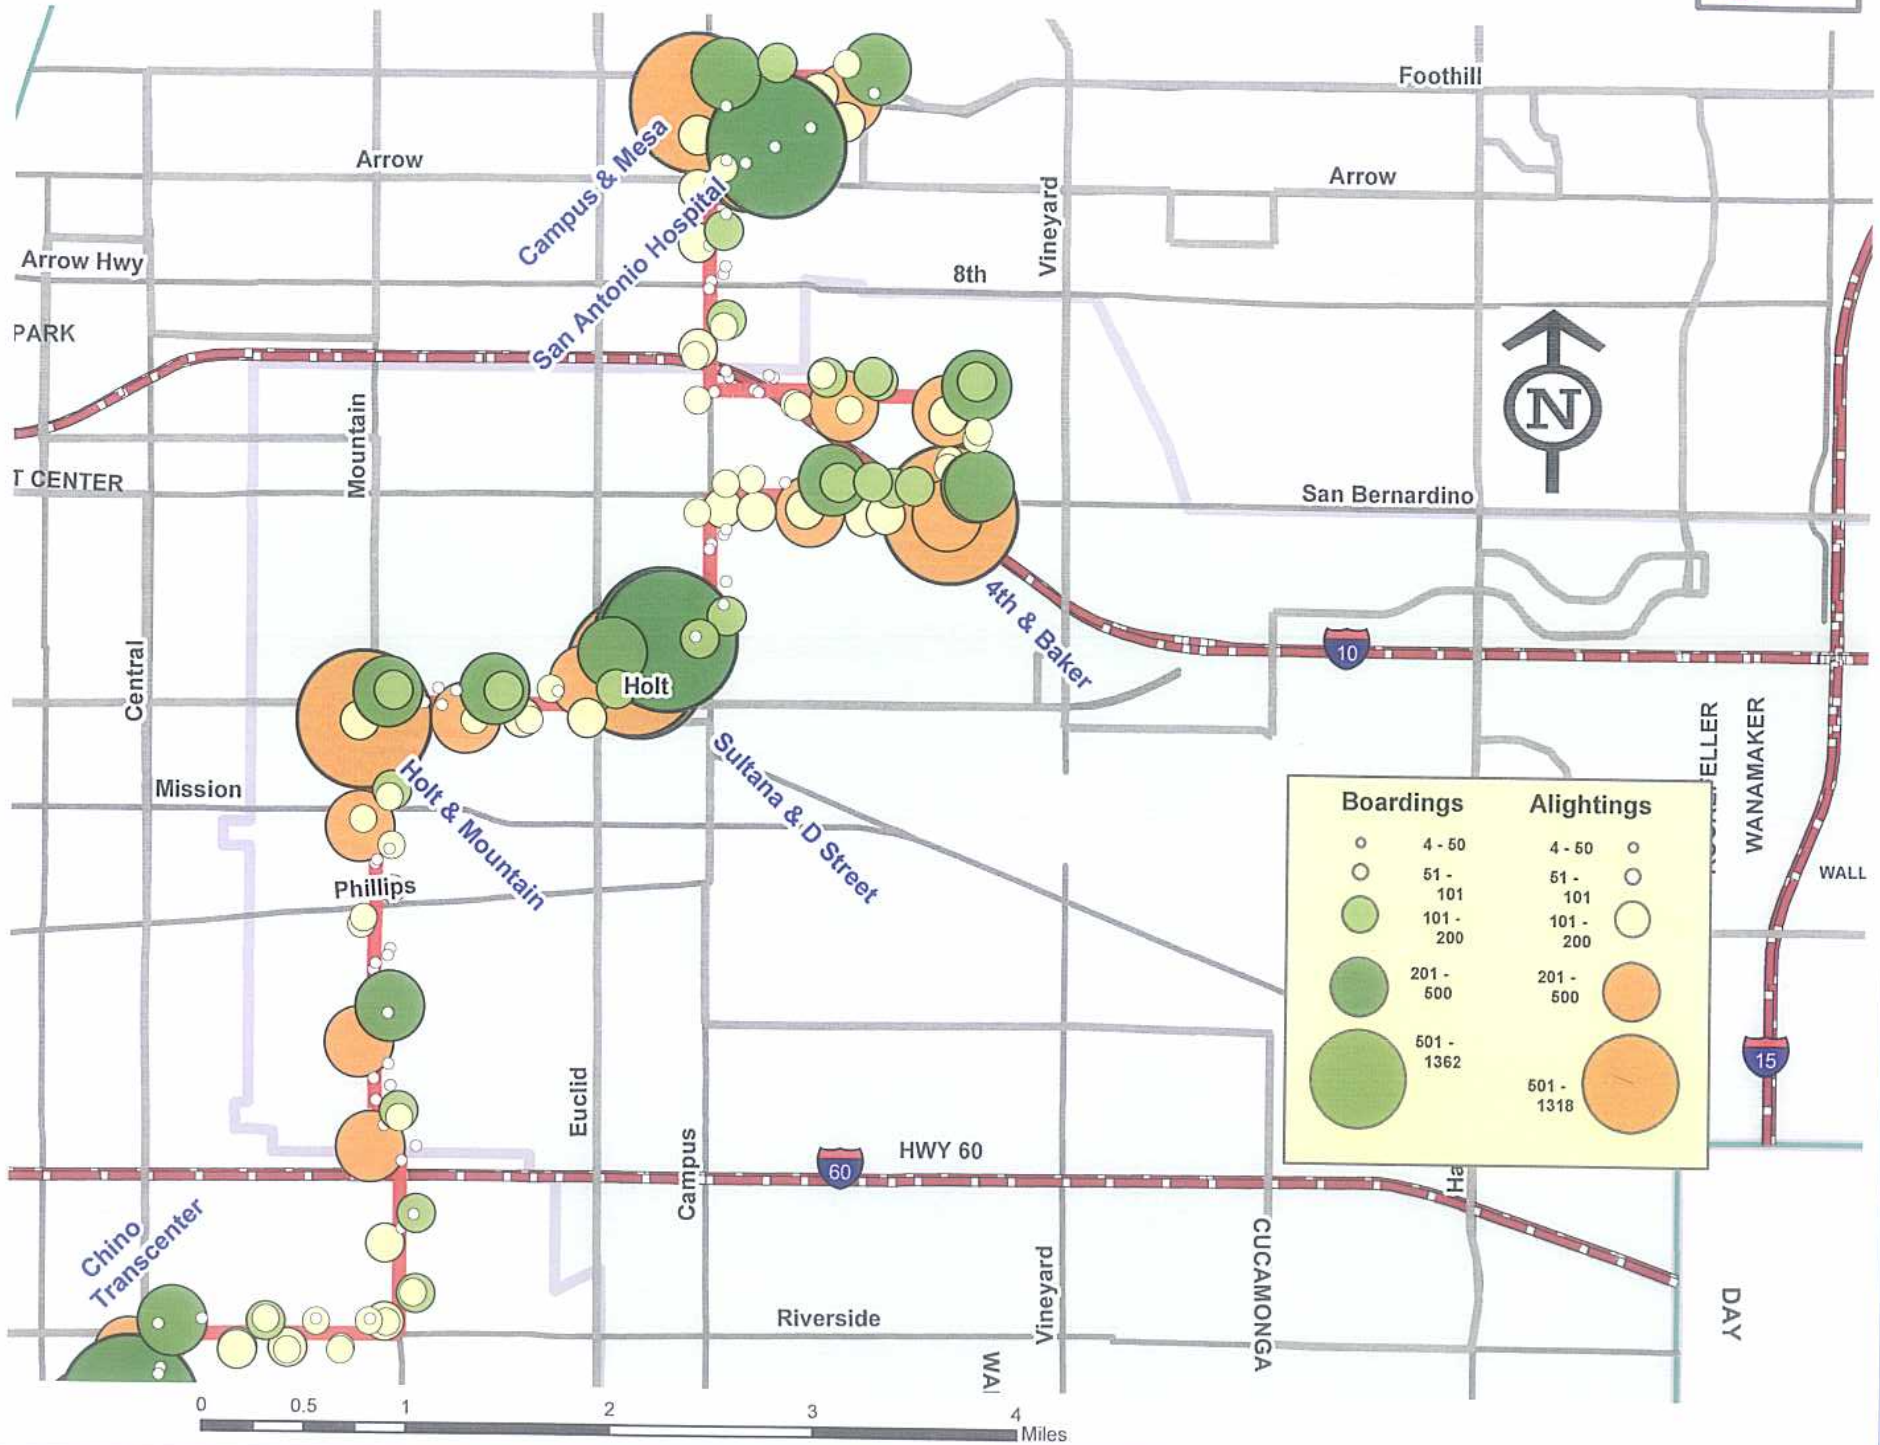 Foothill
Arrow
Arrow
Campus & Mesa
San Antonio Hospital
Vineyard
Arrow Hwy
8th
PARK
N
Mountain
T CENTER
San Bernardino
4th & Baker
10
Central
Holt
WANAMAKER
Mission
Holt & Mountain
Sultana & D Street
Phillips
WALL
Boardings
Alightings
4 - 50
4 - 50
51 -
101
51 -
101
101 -
200
101 -
200
201 -
500
201 -
500
501 -
1362
501 -
1318
15
Euclid
Campus
HWY 60
60
Chino
Transcenter
Riverside
Vineyard
CUCAMONGA
DAY
0
0.5
1
2
3
4
Miles